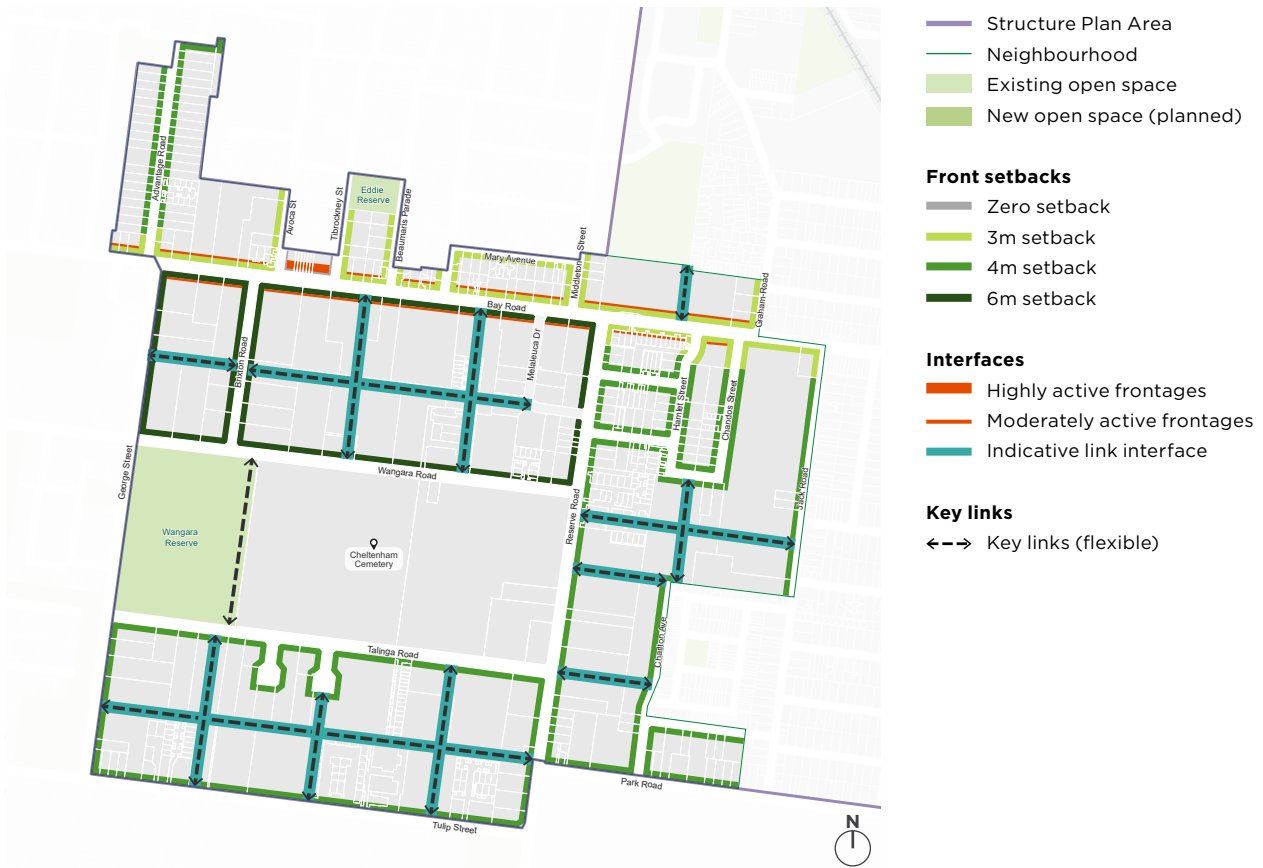 Structure Plan Area
Neighbourhood
Existing open space
New open space (planned)
Front setbacks
Zero setback
3m setback
4m setback
6m setback
Interfaces
Highly active frontages
Moderately active frontages
Indicative link interface
Key links
Key links (flexible)
Advantage Road
Avoca St
Tibrockney St
Eddie
Reserve
Beaumaris Parade
Mary Avenue
Middleton Street
Graham Road
Bay Road
Brixton Road
Melaleuca Dr
Hamlet Street
Chandos Street
George Street
Wangara Road
Reserve Road
Jack Road
Wangara
Reserve
Cheltenham
Cemetery
Talinga Road
Charlton Ave
Park Road
Tulip Street
N